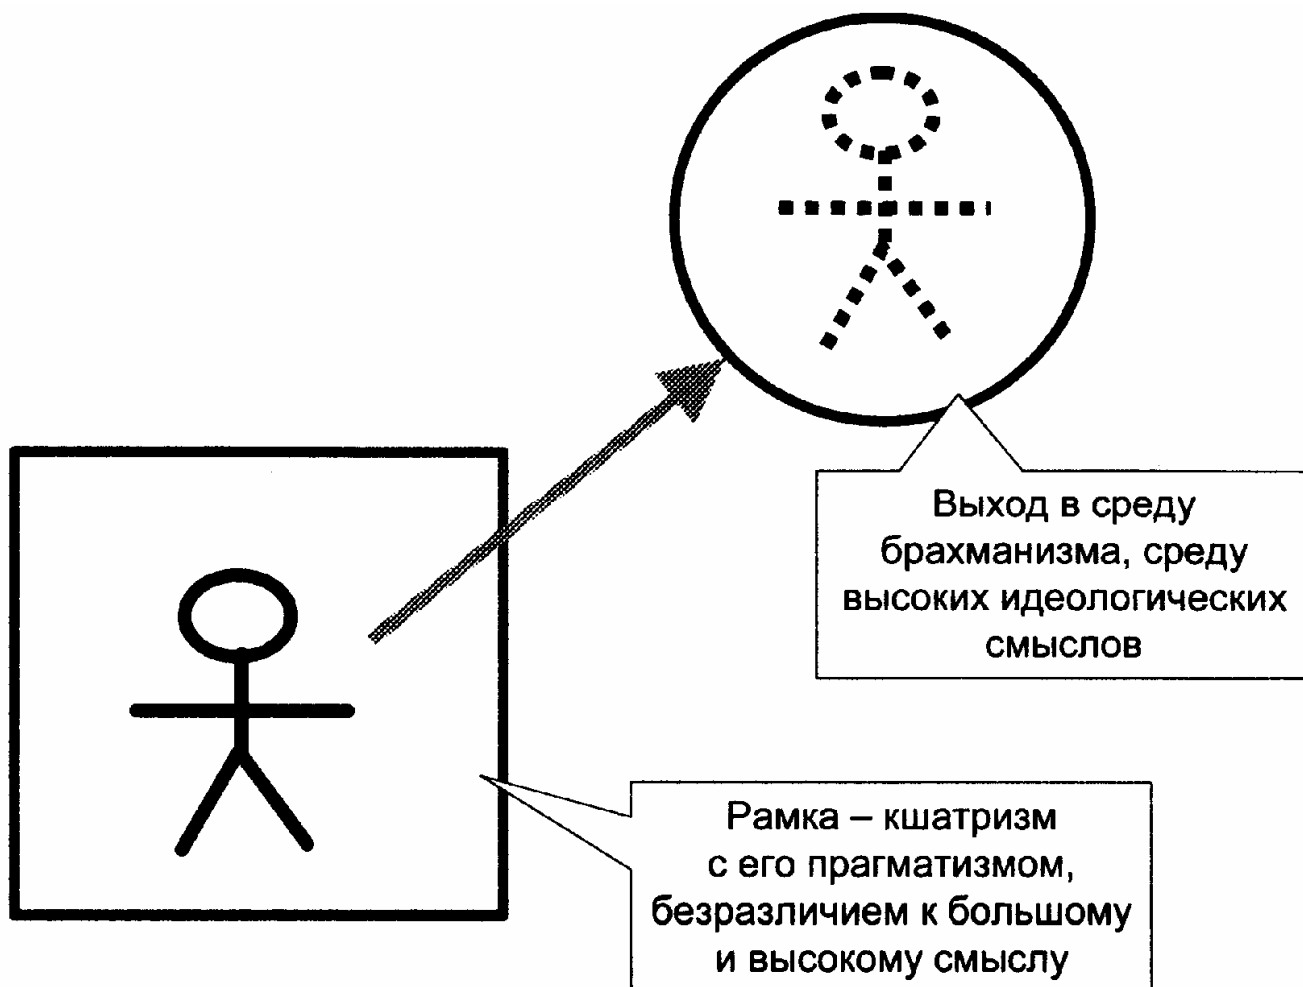 Выход в среду
брахманизма, среду
высоких идеологических
смыслов
Рамка – кшатризм
с его прагматизмом,
безразличием к большому
и высокому смыслу